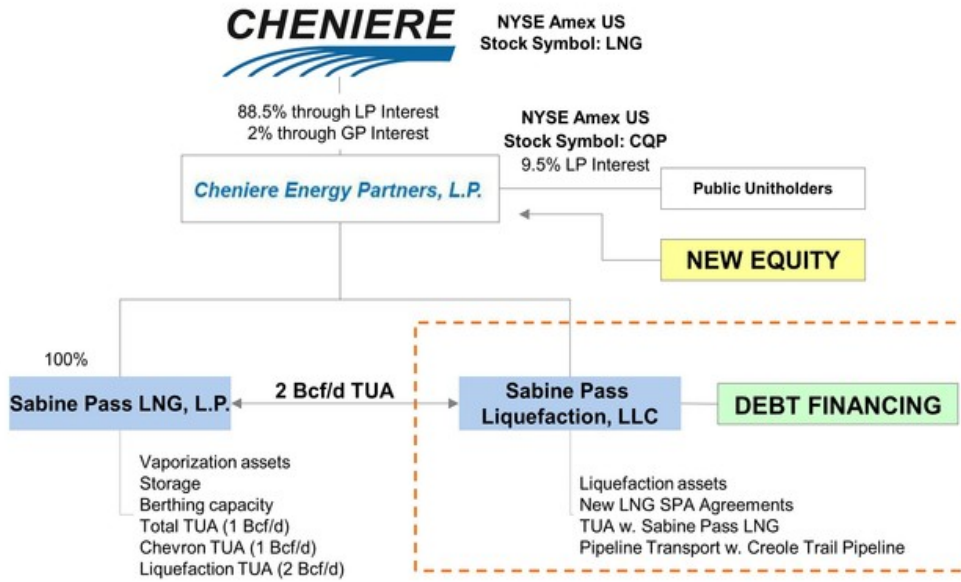 CHENIERE
NYSE Amex US
Stock Symbol: LNG
88.5% through LP Interest
2% through GP Interest
NYSE Amex US
Stock Symbol: CQP
9.5% LP Interest
Cheniere Energy Partners, L.P.
Public Unitholders
NEW EQUITY
100%
Sabine Pass LNG, L.P.
2 Bcf/d TUA
Sabine Pass
Liquefaction, LLC
DEBT FINANCING
Vaporization assets
Storage
Berthing capacity
Total TUA (1 Bcf/d)
Chevron TUA (1 Bcf/d)
Liquefaction TUA (2 Bcf/d)
Liquefaction assets
New LNG SPA Agreements
TUA w. Sabine Pass LNG
Pipeline Transport w. Creole Trail Pipeline